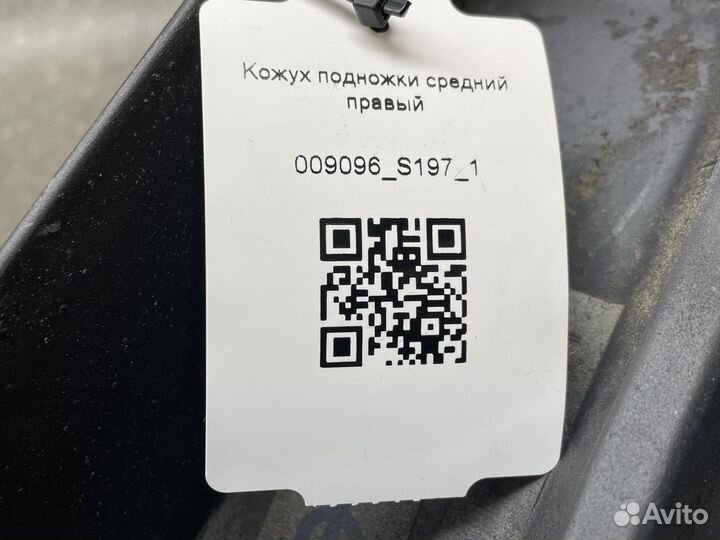 Кожух подножки средний
правый
009096_S197_1
Avito